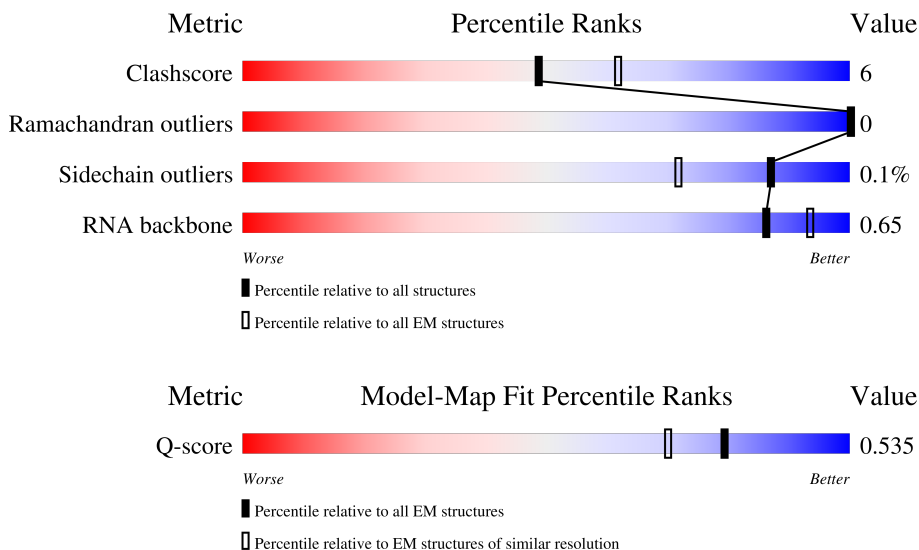 Metric Percentile Ranks Value
Clashscore 6
Ramachandran outliers 0
Sidechain outliers 0.1%
RNA backbone 0.65
Worse Better
Percentile relative to all structures
Percentile relative to all EM structures
Metric Model-Map Fit Percentile Ranks Value
Q-score 0.535
Worse Better
Percentile relative to all EM structures
Percentile relative to EM structures of similar resolution